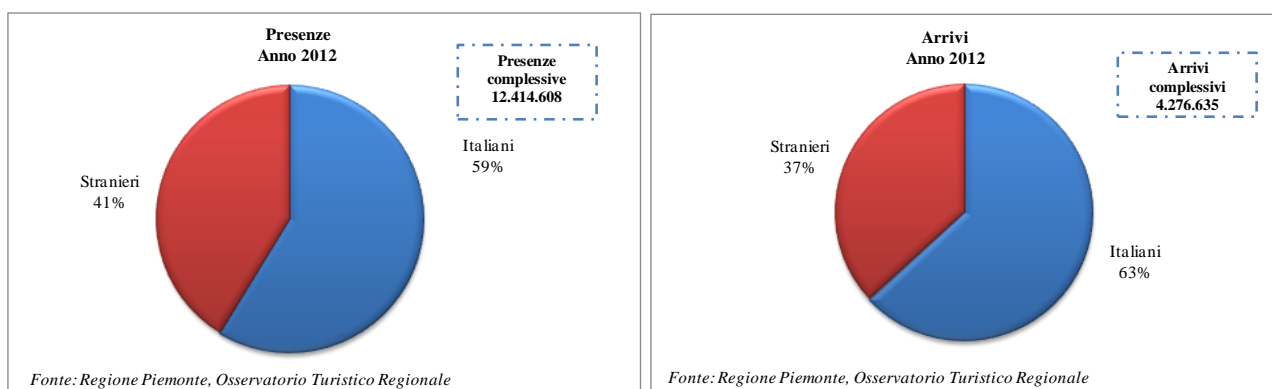 Presenze
Anno 2012
Presenze
complessive
12.414.608
Italiani
59%
Stranieri
41%
Fonte: Regione Piemonte, Osservatorio Turistico Regionale
Arrivi
Anno 2012
Arrivi
complessivi
4.276.635
Stranieri
37%
Italiani
63%
Fonte: Regione Piemonte, Osservatorio Turistico Regionale